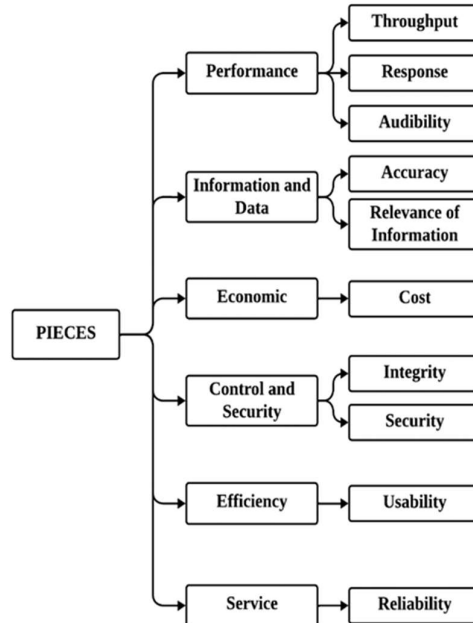 Throughput
Performance
Response
Audibility
Accuracy
Information and
Data
Relevance of
Information
Economic
Cost
PIECES
Integrity
Control and
Security
Security
Efficiency
Usability
Service
Reliability